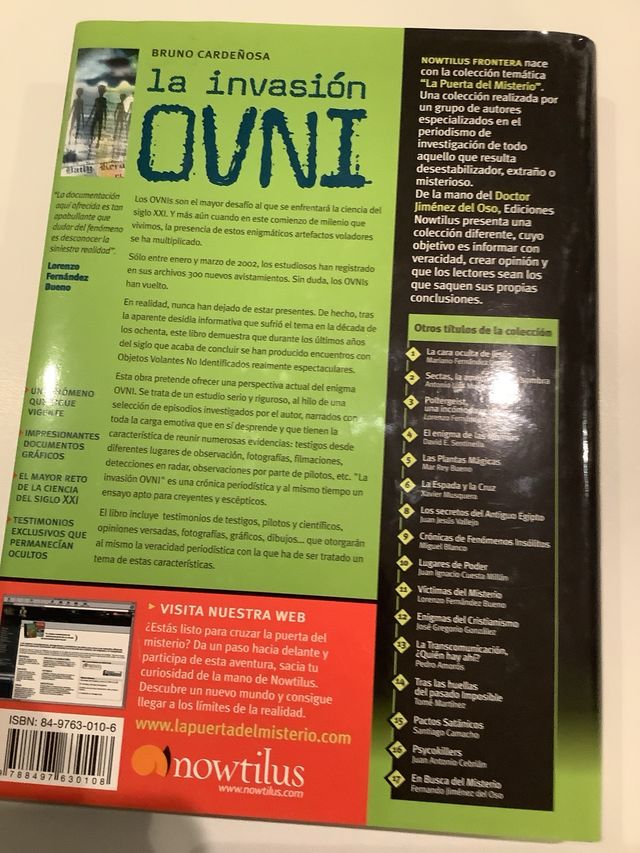 BRUNO CARDEÑOSA
la invasión
OVNI
"La documentación
aquí ofrecida es tan
apabullante que
dudar del fenómeno
es desconocer la
siniestra realidad".
Lorenzo
Fernández
Bueno
UN FENÓMENO
QUE SIGUE
VIGENTE
IMPRESIONANTES
DOCUMENTOS
GRÁFICOS
EL MAYOR RETO
DE LA CIENCIA
DEL SIGLO XXI
TESTIMONIOS
EXCLUSIVOS QUE
PERMANECÍAN
OCULTOS
Los OVNIs son el mayor desafío al que se enfrentará la ciencia del
siglo XXI. Y más aún cuando en este comienzo de milenio que
vivimos, la presencia de estos enigmáticos artefactos voladores
se ha multiplicado.
Sólo entre enero y marzo de 2002, los estudiosos han registrado
en sus archivos 300 nuevos avistamientos. Sin duda, los OVNIs
han vuelto.
En realidad, nunca han dejado de estar presentes. De hecho, tras
la aparente desidia informativa que sufrió el tema en la década de
los ochenta, este libro demuestra que durante los últimos años
del siglo que acaba de concluir se han producido encuentros con
Objetos Volantes No Identificados realmente espectaculares.
Esta obra pretende ofrecer una perspectiva actual del enigma
OVNI. Se trata de un estudio serio y riguroso, al hilo de una
selección de episodios investigados por el autor, narrados con
toda la carga emotiva que en sí desprende y que tienen la
característica de reunir numerosas evidencias: testigos desde
diferentes lugares de observación, fotografías, filmaciones,
detecciones en radar, observaciones por parte de pilotos, etc. "La
invasión OVNI" es una crónica periodística y al mismo tiempo un
ensayo apto para creyentes y escépticos.
El libro incluye testimonios de testigos, pilotos y científicos,
opiniones versadas, fotografías, gráficos, dibujos... que otorgarán
al mismo la veracidad periodística con la que ha de ser tratado un
tema de estas características.
VISITA NUESTRA WEB
¿Estás listo para cruzar la puerta del
misterio? Da un paso hacia delante y
participa de esta aventura, sacia tu
curiosidad de la mano de Nowtilus.
Descubre un nuevo mundo y consigue
llegar a los límites de la realidad.
www.lapuertadelmisterio.com
nowtilus
www.nowtilus.com
ISBN: 84-9763-010-6
788497630108
NOWTILUS FRONTERA nace
con la colección temática
"La Puerta del Misterio".
Una colección realizada por
un grupo de autores
especializados en el
periodismo de
investigación de todo
aquello que resulta
desestabilizador, extraño o
misterioso.
De la mano del Doctor
Jiménez del Oso, Ediciones
Nowtilus presenta una
colección diferente, cuyo
objetivo es informar con
veracidad, crear opinión y
que los lectores sean los
que saquen sus propias
conclusiones.
Otros títulos de la colección
1 La cara oculta de Jesús
Mariano Fernández
2 Sectas, la sombra
Antonio
3 Poltergeist,
una
Lorenzo
4 El enigma de las
David E. Sentinella
5 Las Plantas Mágicas
Mar Rey Bueno
6 La Espada y la Cruz
Xavier Musquera
8 Los secretos del Antiguo Egipto
Juan Jesús Vallejo
9 Crónicas de Fenómenos Insólitos
Miguel Blanco
10 Lugares de Poder
Juan Ignacio Cuesta Millán
11 Víctimas del Misterio
Lorenzo Fernández Bueno
12 Enigmas del Cristianismo
José Gregorio González
13 La Transcomunicación,
¿Quién hay ahí?
Pedro Amorós
14 Tras las huellas
del pasado Imposible
Tomé Martínez
15 Pactos Satánicos
Santiago Camacho
16 Psycokillers
Juan Antonio Cebrián
17 En Busca del Misterio
Fernando Jiménez del Oso